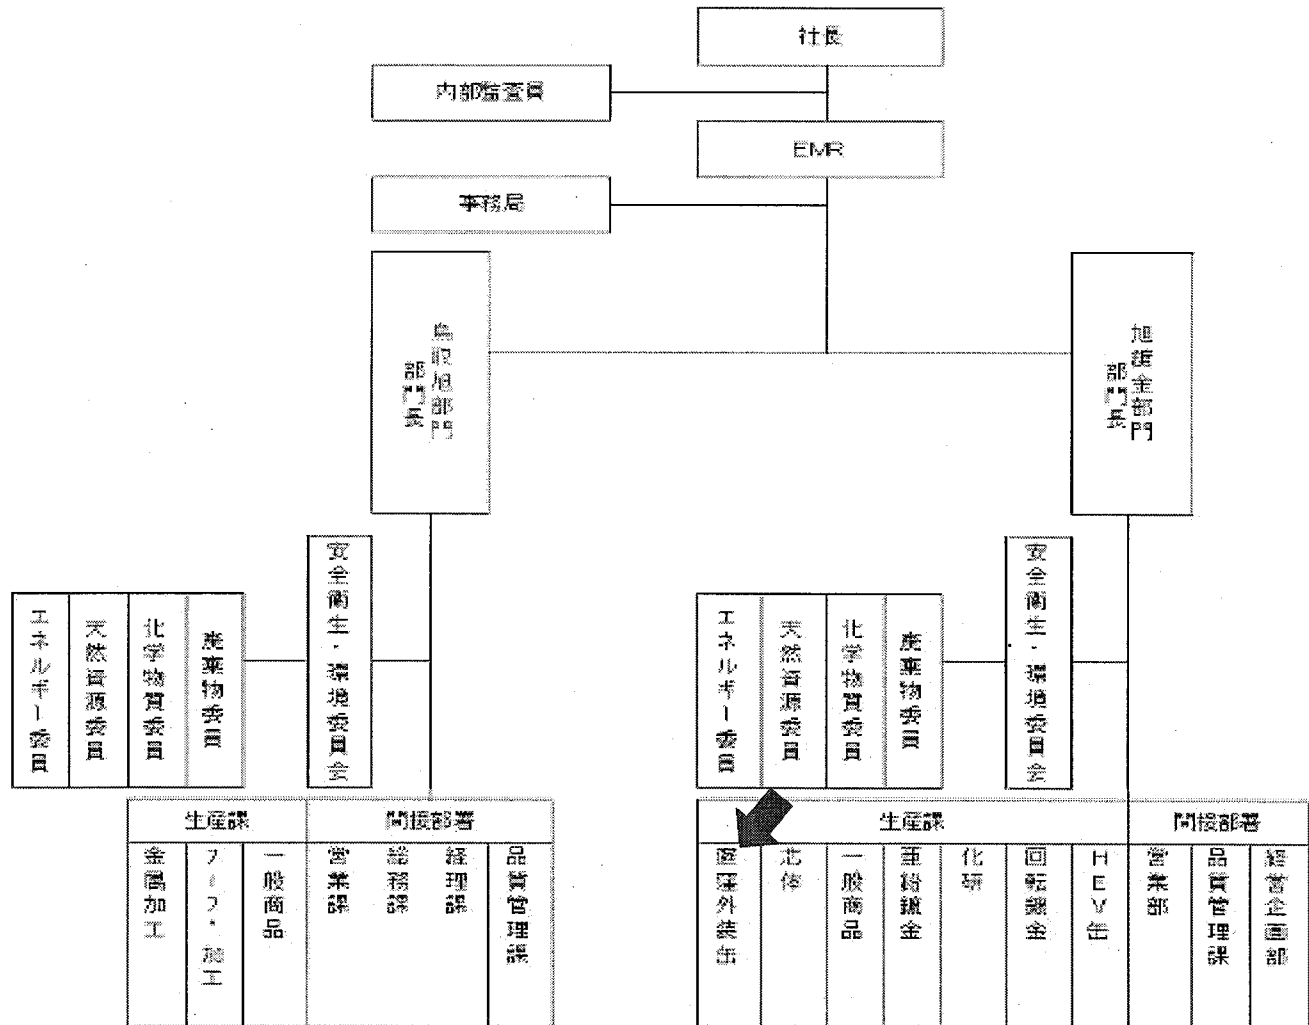 社長
内部監査員
EMR
事務局
鳥取旭部門
部門長
旭鍍金部門
部門長
安全衛生・環境委員会
エネルギー委員
天然資源委員
化学物質委員
廃棄物委員
安全衛生・環境委員会
エネルギー委員
天然資源委員
化学物質委員
廃棄物委員
生産課
間接部署
金属加工
一般商品
営業課
総務課
経理課
品質管理課
生産課
間接部署
一般商品
亜鉛鍍金
化研
回転鍍金
HEV缶
営業部
品質管理課
経営企画部